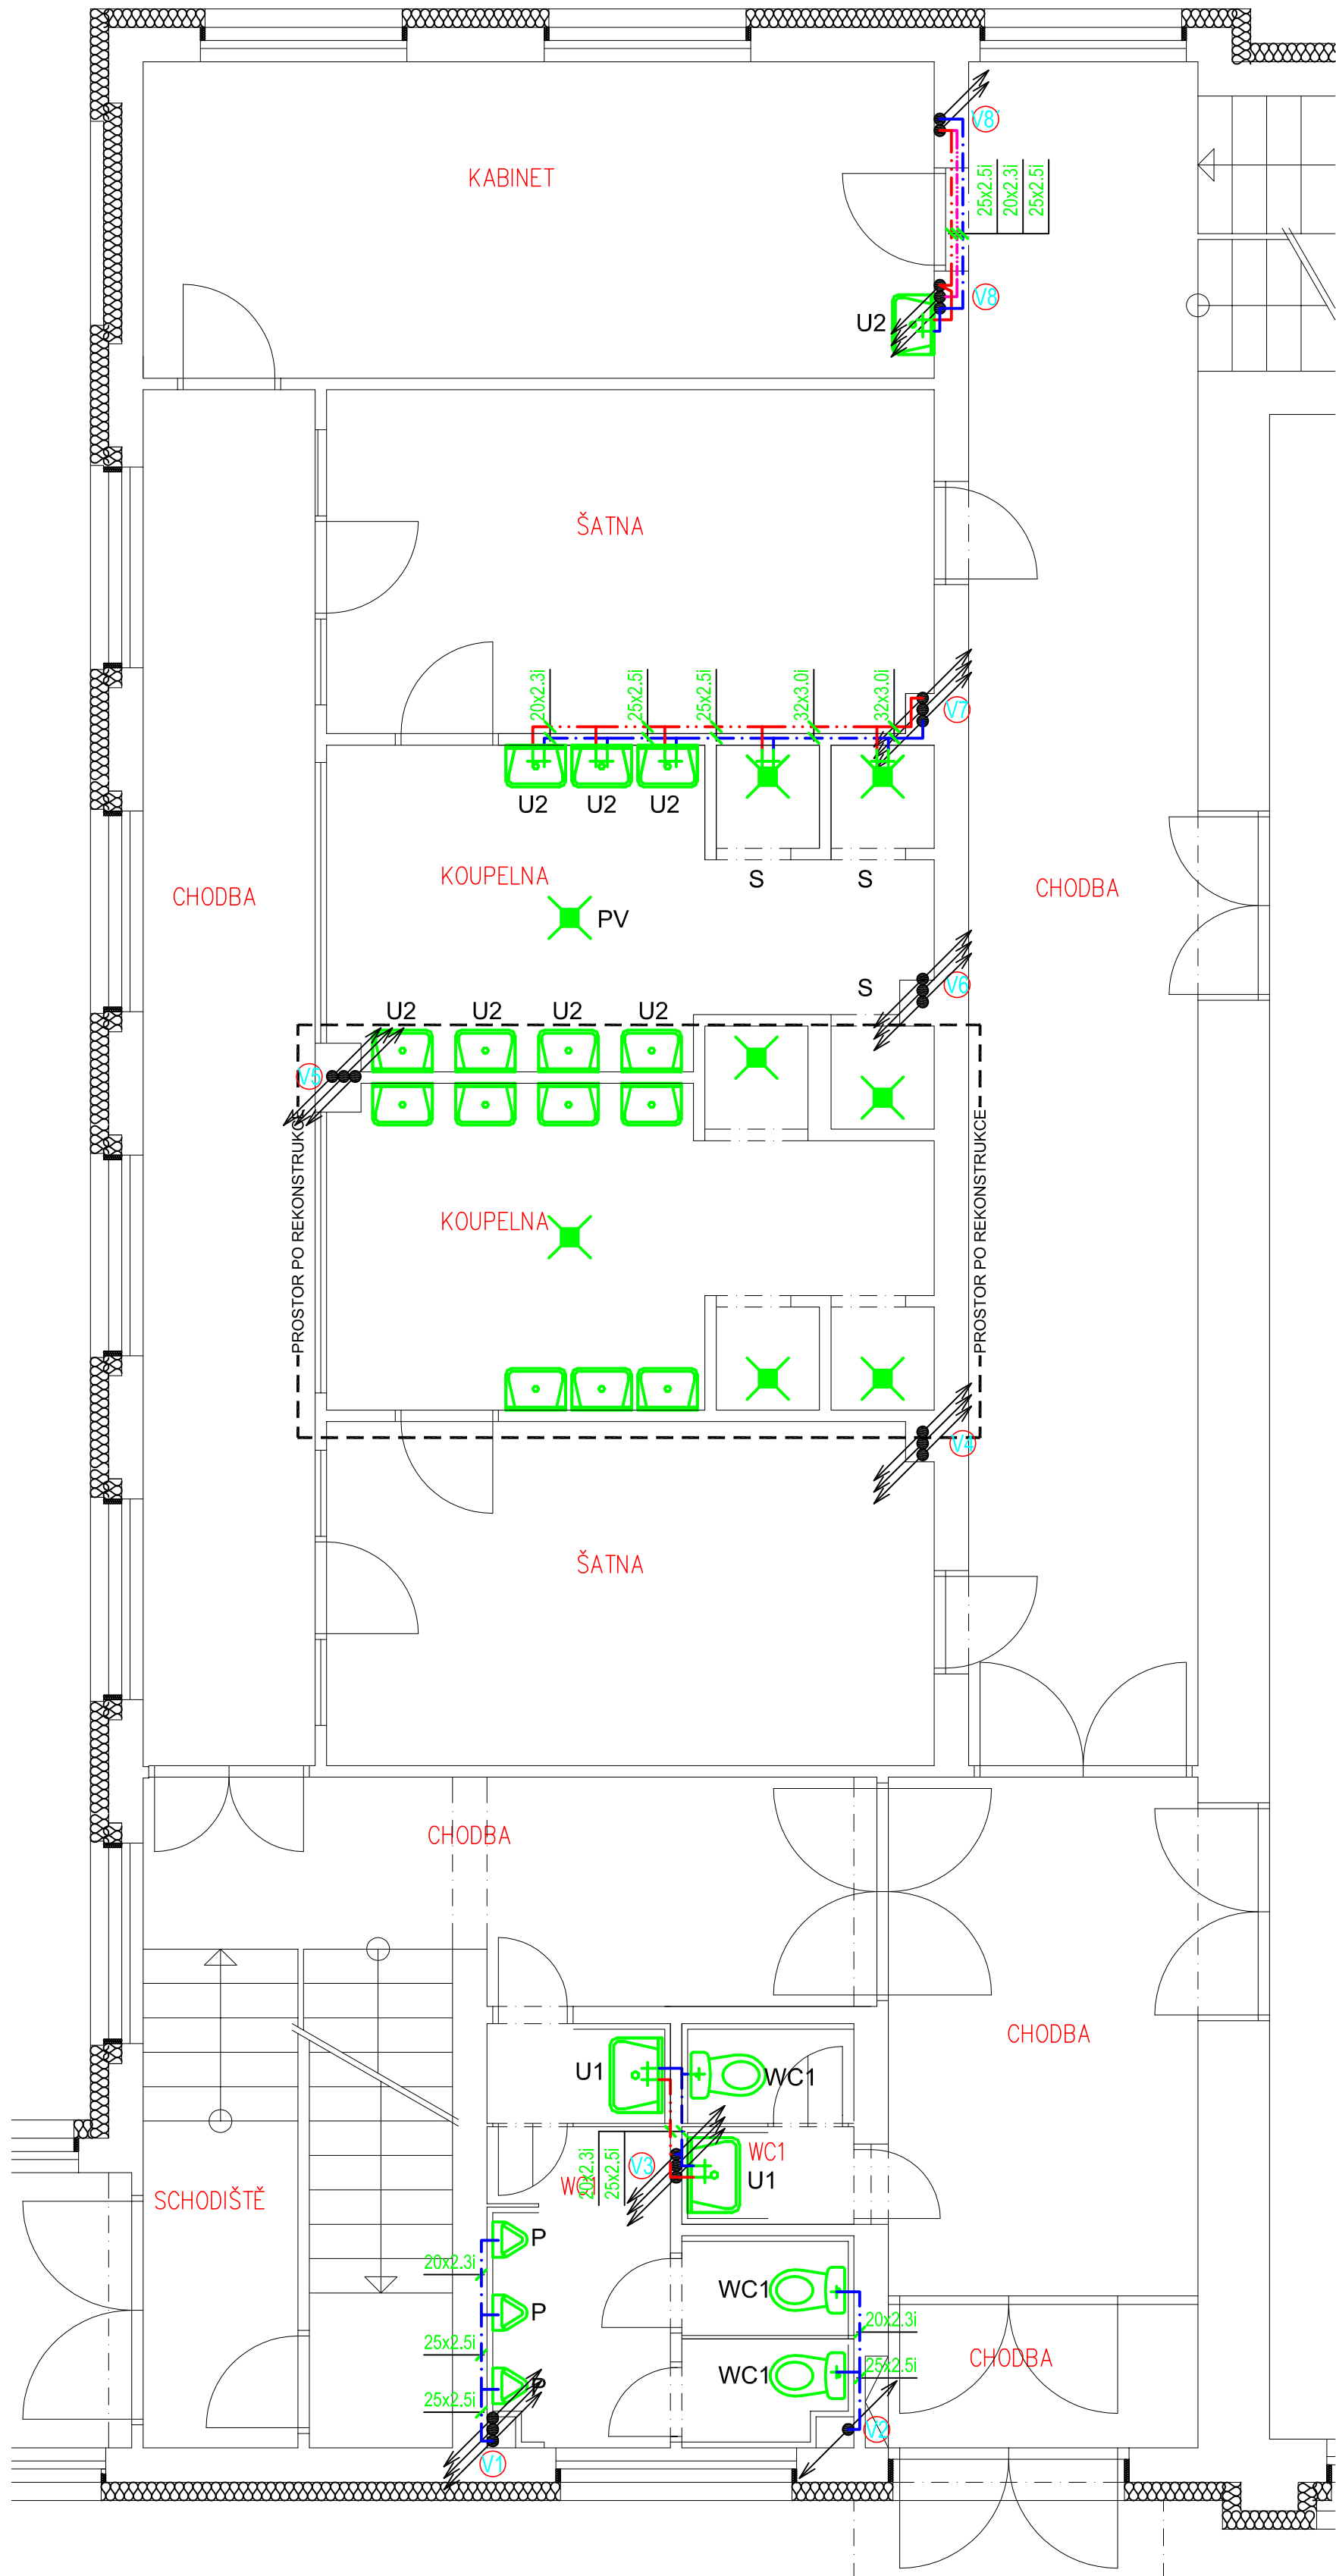 V8'
KABINET
25x2.5i
20x2.3i
25x2.5i
V8
U2
ŠATNA
20x2.3i
25x2.5i
25x2.5i
32x3.0i
32x3.0i
V7
U2
U2
U2
KOUPELNA
S
S
CHODBA
CHODBA
PV
S
V6
U2
U2
U2
U2
V5
PROSTOR PO REKONSTRUKCE
PROSTOR PO REKONSTRUKCE
KOUPELNA
V4
ŠATNA
CHODBA
CHODBA
U1
WC1
WC1
V3
WC1
20x2.3i
25x2.5i
U1
SCHODIŠTĚ
P
20x2.3i
WC1
P
20x2.3i
25x2.5i
CHODBA
WC1
25x2.5i
P
25x2.5i
V2
V1